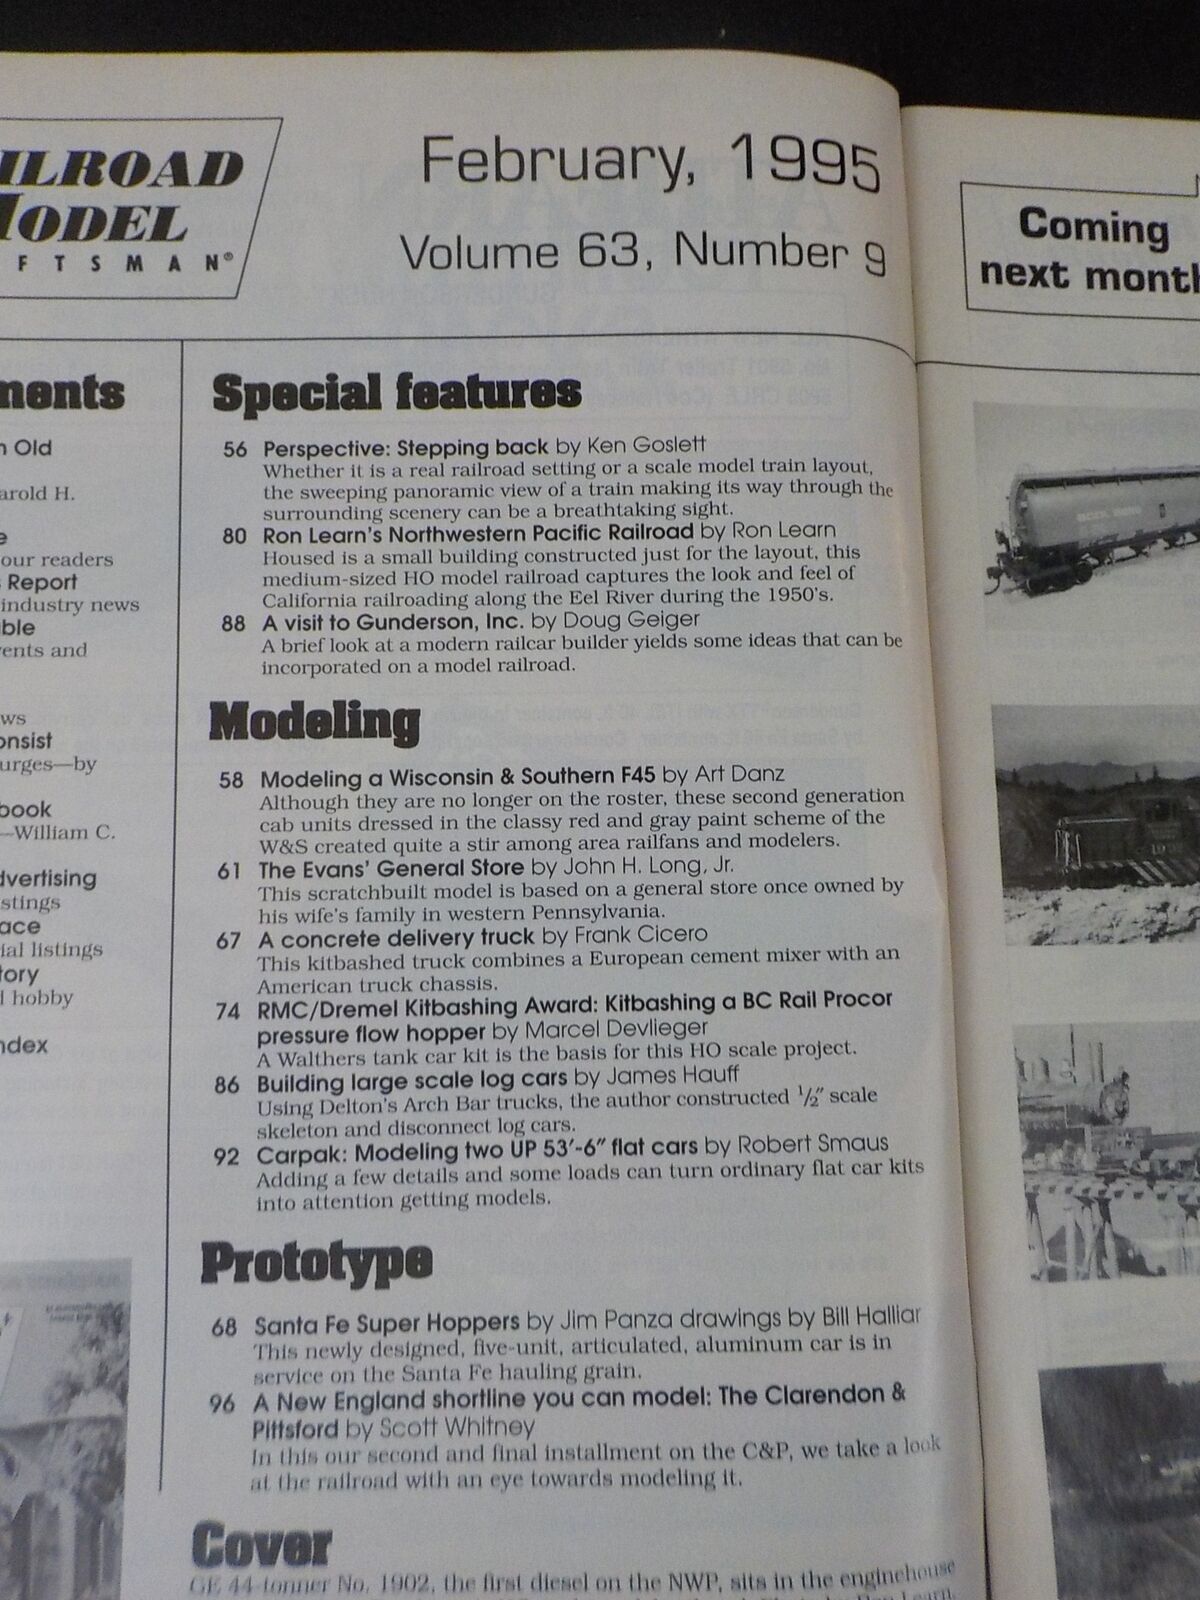 MODEL
February, 1995
Volume 63, Number 9
Old
arold H.
our readers
Report
industry news
and
William C.
hobby
Special features
56 Perspective: Stepping back by Ken Goslett
Whether it is a real railroad setting or a scale model train layout,
the sweeping panoramic view of a train making its way through the
surrounding scenery can be a breathtaking sight.
80 Ron Learn's Northwestern Pacific Railroad by Ron Learn
Housed is a small building constructed just for the layout, this
medium-sized HO model railroad captures the look and feel of
California railroading along the Eel River during the 1950's.
88 A visit to Gunderson, Inc. by Doug Geiger
A brief look at a modern railcar builder yields some ideas that can be
incorporated on a model railroad.
Modeling
58 Modeling a Wisconsin & Southern F45 by Art Danz
Although they are no longer on the roster, these second generation
cab units dressed in the classy red and gray paint scheme of the
W&S created quite a stir among area railfans and modelers.
61 The Evans' General Store by John H. Long, Jr.
This scratchbuilt model is based on a general store once owned by
his wife's family in western Pennsylvania.
67 A concrete delivery truck by Frank Cicero
This kitbashed truck combines a European cement mixer with an
American truck chassis.
74 RMC/Dremel Kitbashing Award: Kitbashing a BC Rail Procor
pressure flow hopper by Marcel Devlieger
A Walthers tank car kit is the basis for this HO scale project.
86 Building large scale log cars by James Hauff
Using Delton's Arch Bar trucks, the author constructed 1/2″ scale
skeleton and disconnect log cars.
92 Carpak: Modeling two UP 53′-6″ flat cars by Robert Smaus
Adding a few details and some loads can turn ordinary flat car kits
into attention getting models.
Prototype
68 Santa Fe Super Hoppers by Jim Panza drawings by Bill Halliar
This newly designed, five-unit, articulated, aluminum car is in
service on the Santa Fe hauling grain.
96 A New England shortline you can model: The Clarendon &
Pittsford by Scott Whitney
In this our second and final installment on the C&P, we take a look
at the railroad with an eye towards modeling it.
Cover
GE 44-tonner No. 1902, the first diesel on the NWP, sits in the enginehouse
Coming
next month